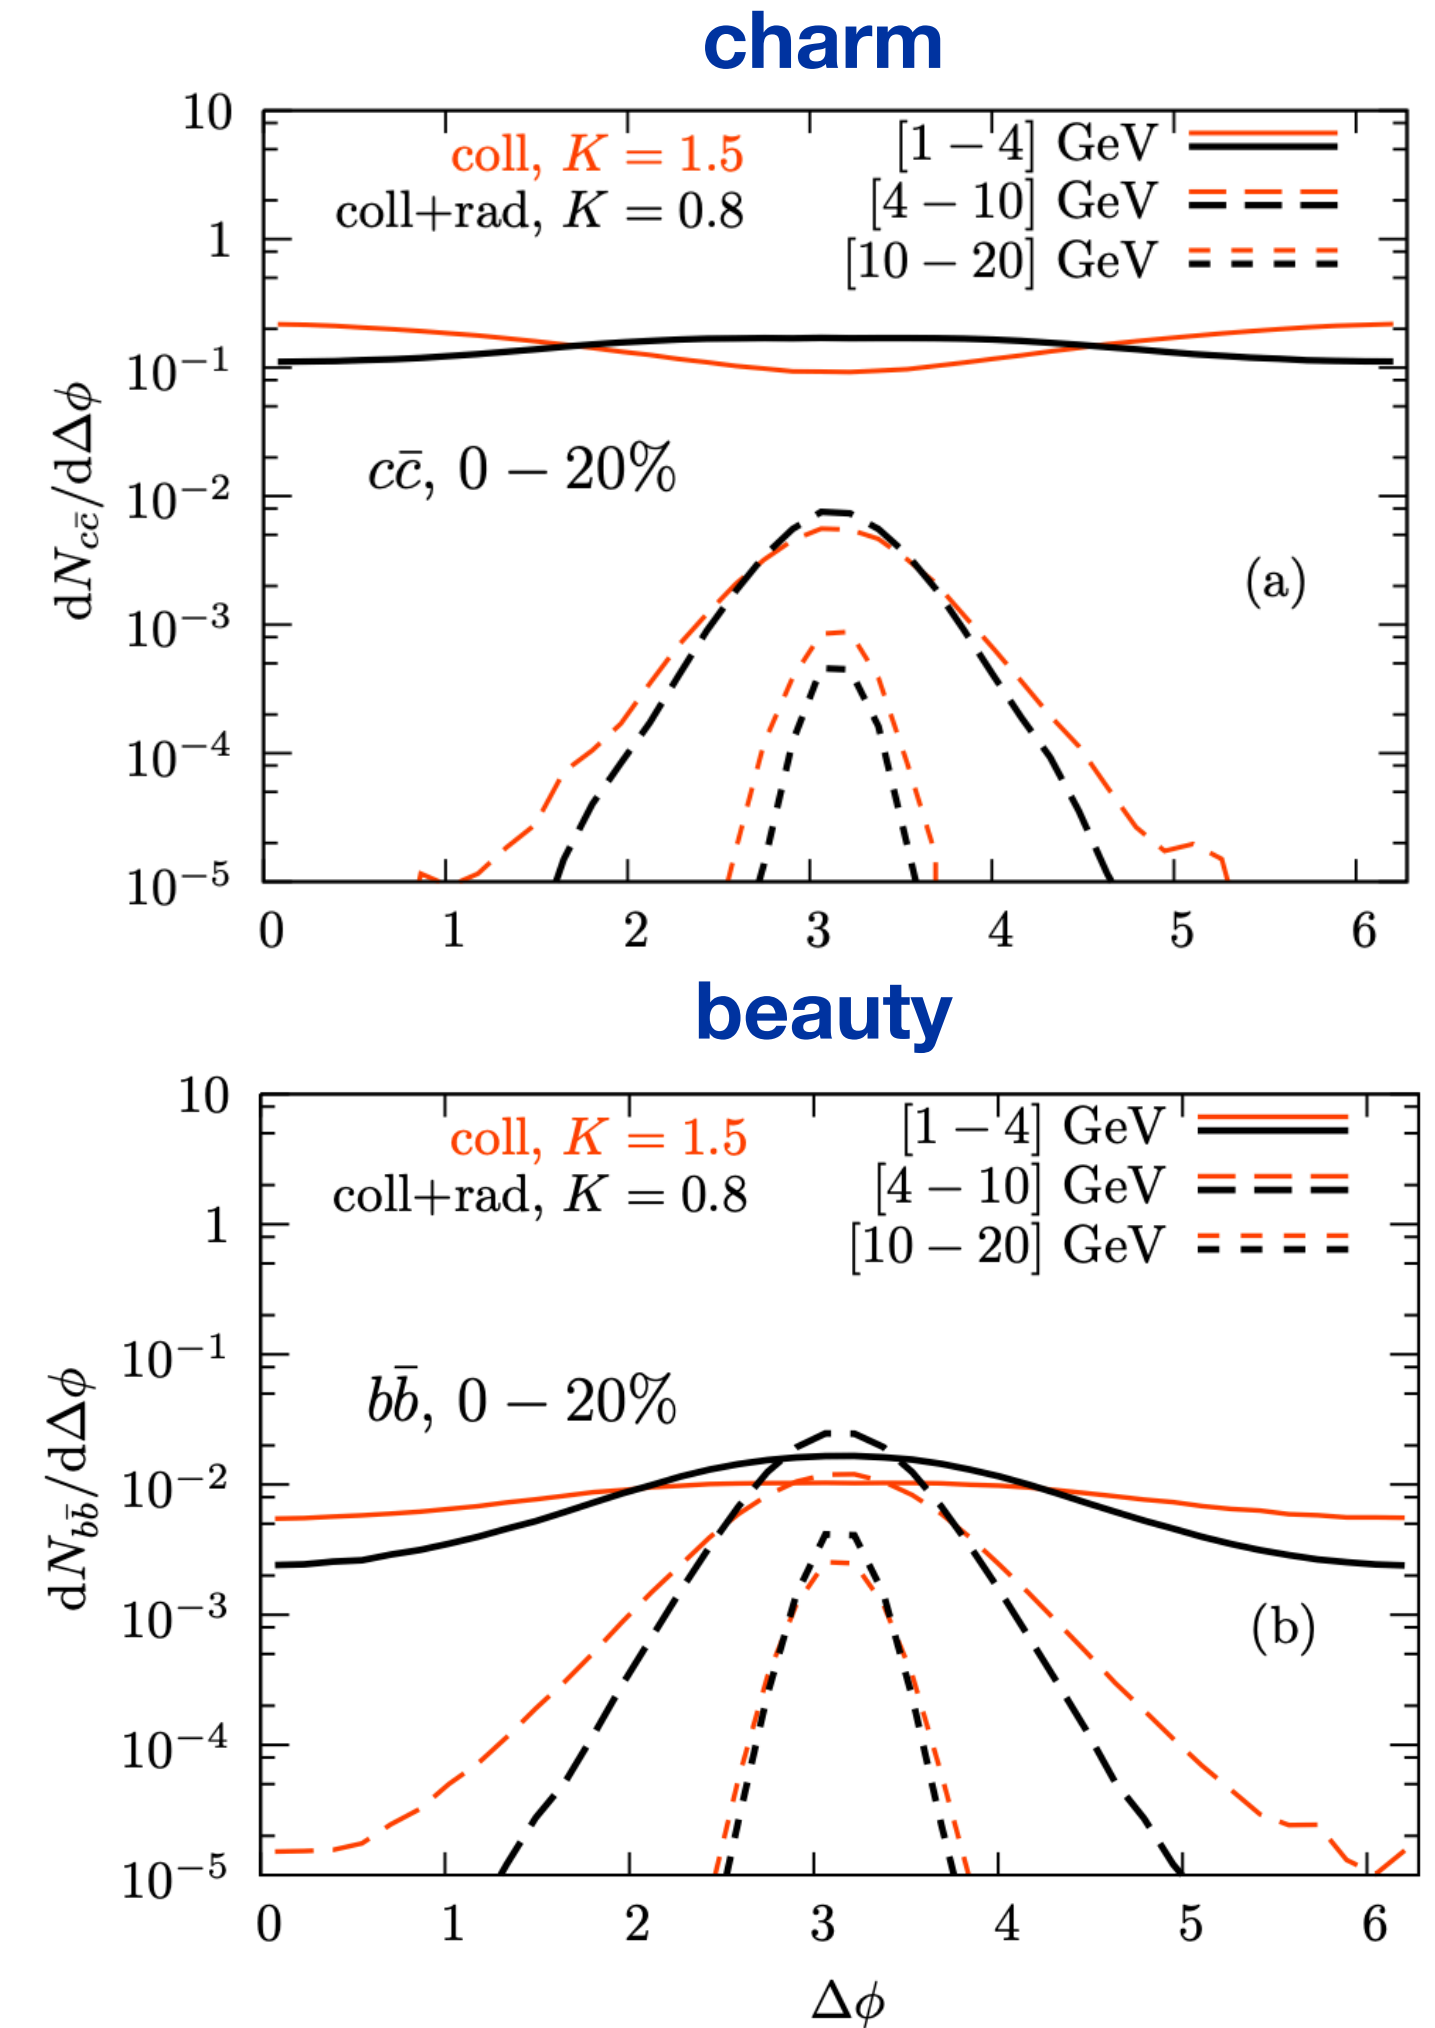 charm
10
coll, K = 1.5 [1 − 4] GeV
coll+rad, K = 0.8 [4 − 10] GeV
1
[10 − 20] GeV
10⁻¹
cc̄, 0 − 20%
10⁻²
dN_{cc̄}/dΔϕ
(a)
10⁻³
10⁻⁴
10⁻⁵
0 1 2 3 4 5 6
beauty
10
coll, K = 1.5 [1 − 4] GeV
coll+rad, K = 0.8 [4 − 10] GeV
1
[10 − 20] GeV
10⁻¹
bb̄, 0 − 20%
10⁻²
dN_{bb̄}/dΔϕ
10⁻³
(b)
10⁻⁴
10⁻⁵
0 1 2 3 4 5 6
Δϕ